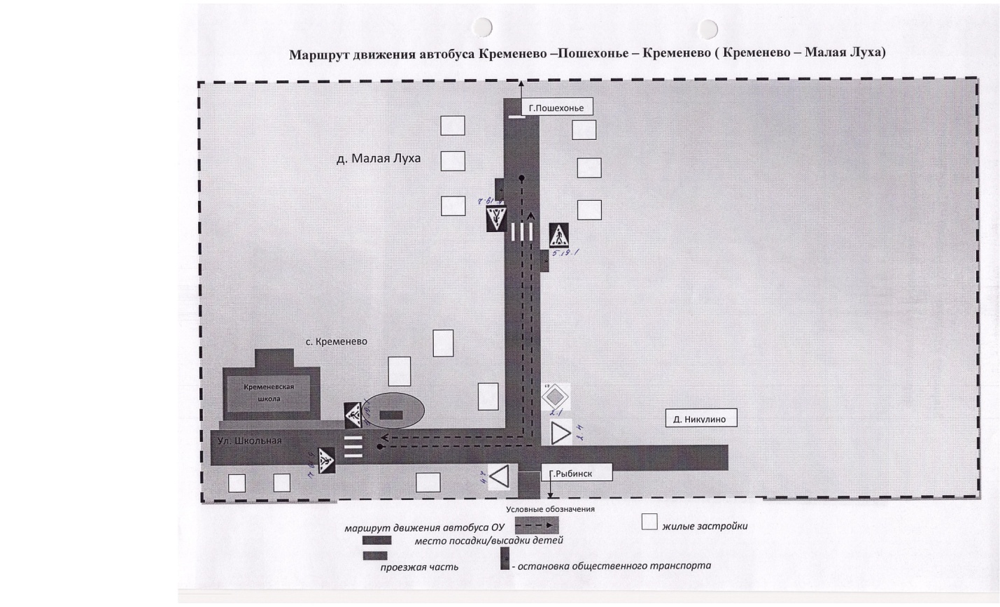 Маршрут движения автобуса Кременево –Пошехонье – Кременево ( Кременево – Малая Луха)
Г.Пошехонье
д. Малая Луха
5.19.1
с. Кременево
Кременевская
школа
2.1
Д. Никулино
2.4
Ул. Школьная
Г.Рыбинск
2.4
Условные обозначения
маршрут движения автобуса ОУ
жилые застройки
место посадки/высадки детей
проезжая часть
- остановка общественного транспорта